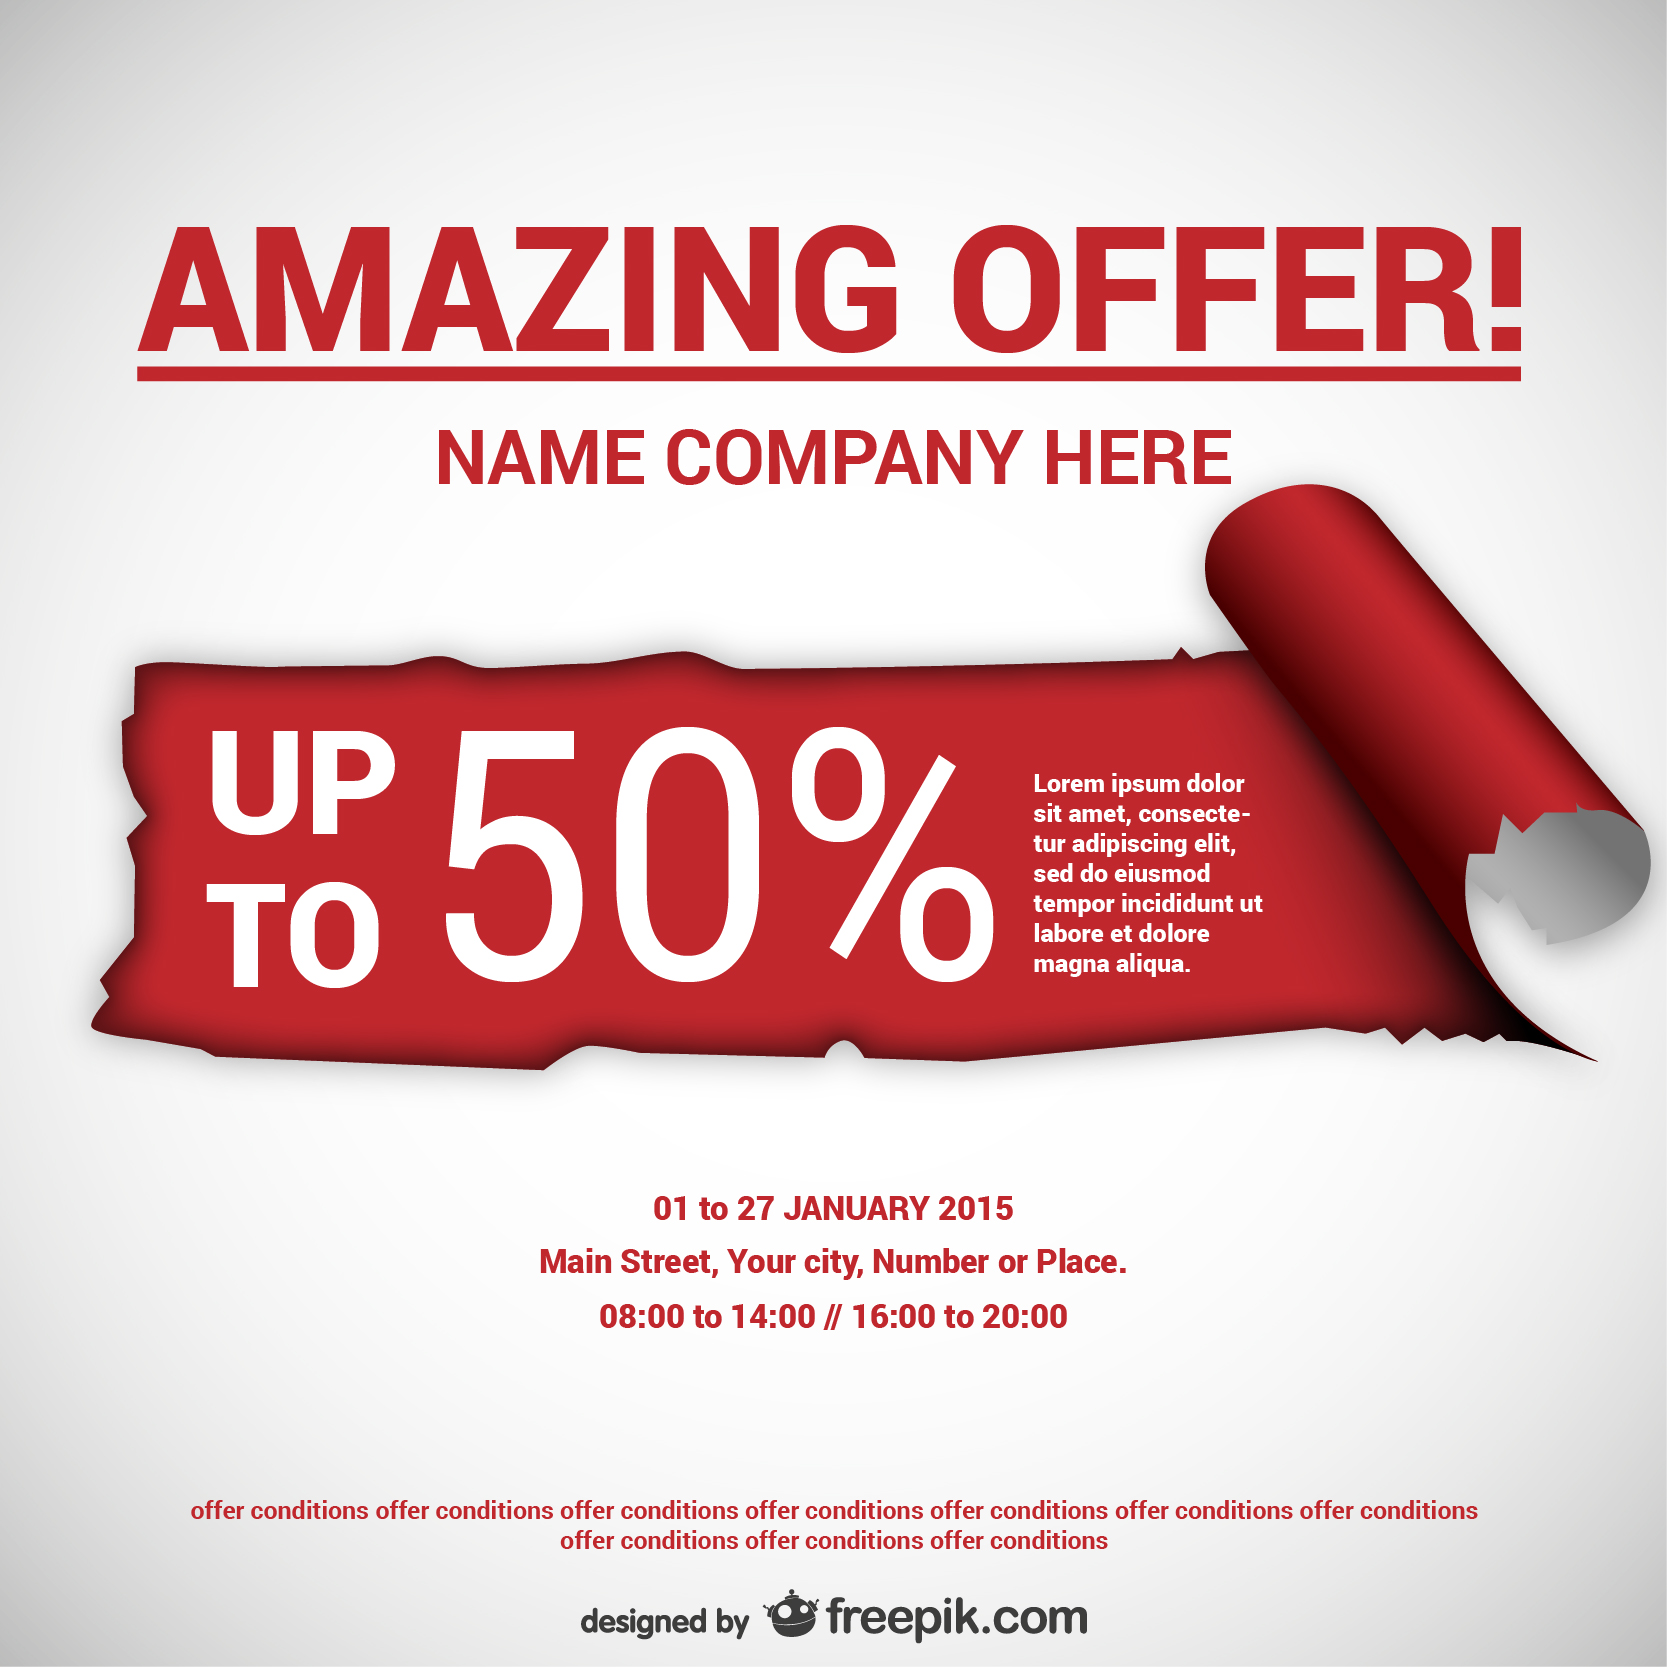 AMAZING OFFER!
NAME COMPANY HERE
UP
TO
50%
Lorem ipsum dolor
sit amet, consecte-
tur adipiscing elit,
sed do eiusmod
tempor incididunt ut
labore et dolore
magna aliqua.
01 to 27 JANUARY 2015
Main Street, Your city, Number or Place.
08:00 to 14:00 // 16:00 to 20:00
offer conditions offer conditions offer conditions offer conditions offer conditions offer conditions offer conditions
offer conditions offer conditions offer conditions
designed by freepik.com